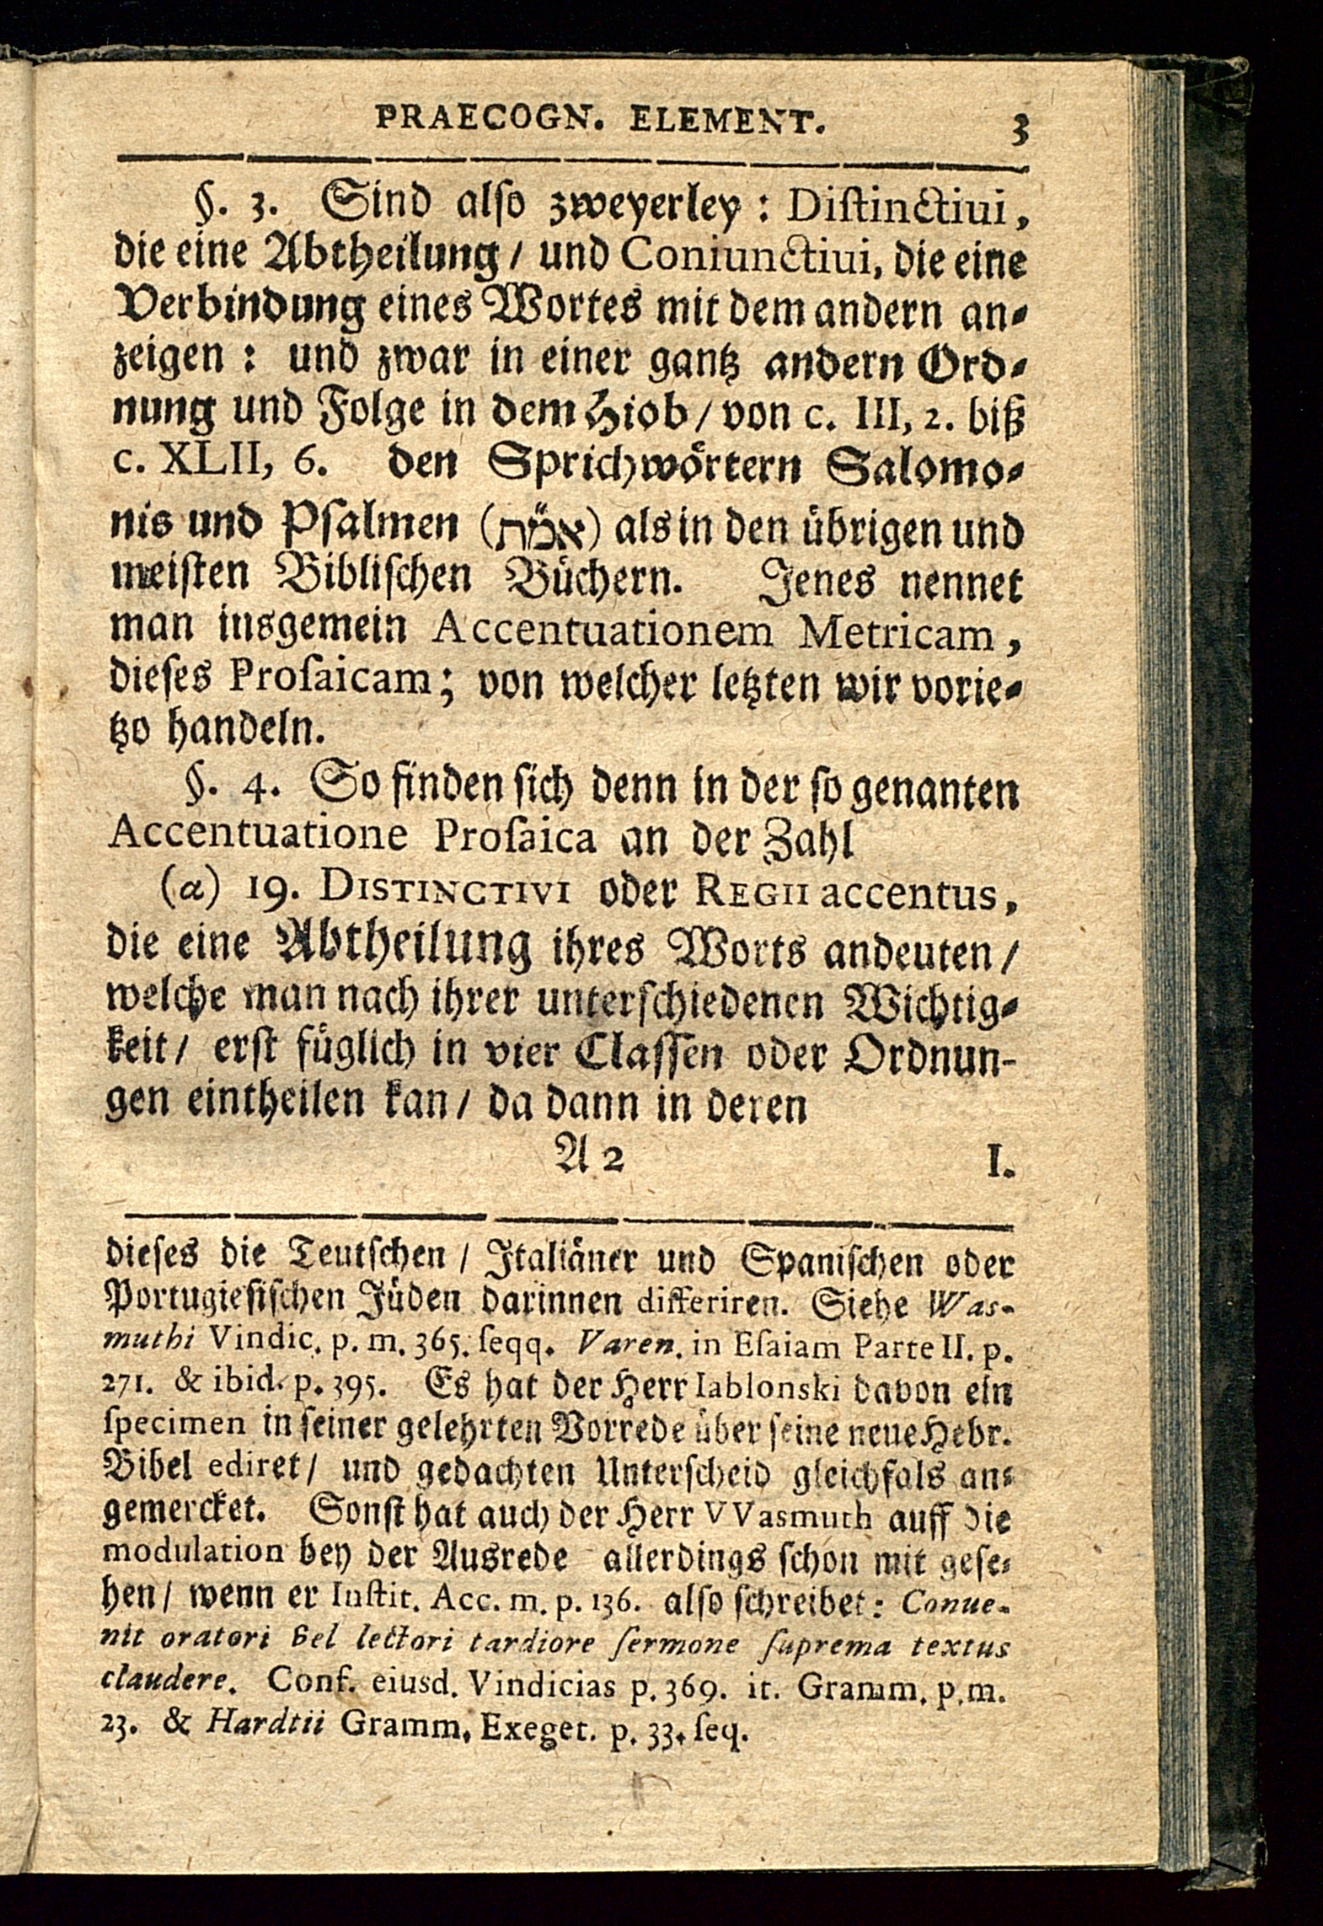 PRAECOGN. ELEMENT. 3
§. 3. Sind also zweyerley: Distinctiui,
die eine Abtheilung / und Coniunctiui, die eine
Verbindung eines Wortes mit dem andern an-
zeigen: und zwar in einer gantz andern Ord-
nung und Folge in dem Hiob / von c. III, 2. biß
c. XLII, 6. den Sprichwörtern Salomo-
nis und Psalmen (אמ̈ת) als in den übrigen und
meisten Biblischen Büchern. Jenes nennet
man insgemein Accentuationem Metricam,
dieses Prosaicam; von welcher letzten wir vorie-
tzo handeln.
§. 4. So finden sich denn in der so genanten
Accentuatione Prosaica an der Zahl
(α) 19. DISTINCTIVI oder REGII accentus,
die eine Abtheilung ihres Worts andeuten /
welche man nach ihrer unterschiedenen Wichtig-
keit / erst füglich in vier Classen oder Ordnun-
gen eintheilen kan / da dann in deren
A 2 I.
dieses die Teutschen / Italiäner und Spanischen oder
Portugiesischen Jüden darinnen differiren. Siehe Was-
muthi Vindic. p. m. 365. seqq. Varen. in Esaiam Parte II. p.
271. & ibid. p. 395. Es hat der Herr Iablonski davon ein
specimen in seiner gelehrten Vorrede über seine neue Hebr.
Bibel ediret / und gedachten Unterscheid gleichfals an-
gemercket. Sonst hat auch der Herr VVasmuth auff die
modulation bey der Ausrede allerdings schon mit gese-
hen / wenn er Instit. Acc. m. p. 136. also schreibet: Conue-
nit oratori vel lectori tardiore sermone suprema textus
claudere. Conf. eiusd. Vindicias p. 369. it. Gramm. p. m.
23. & Hardtii Gramm. Exeget. p. 33. seq.